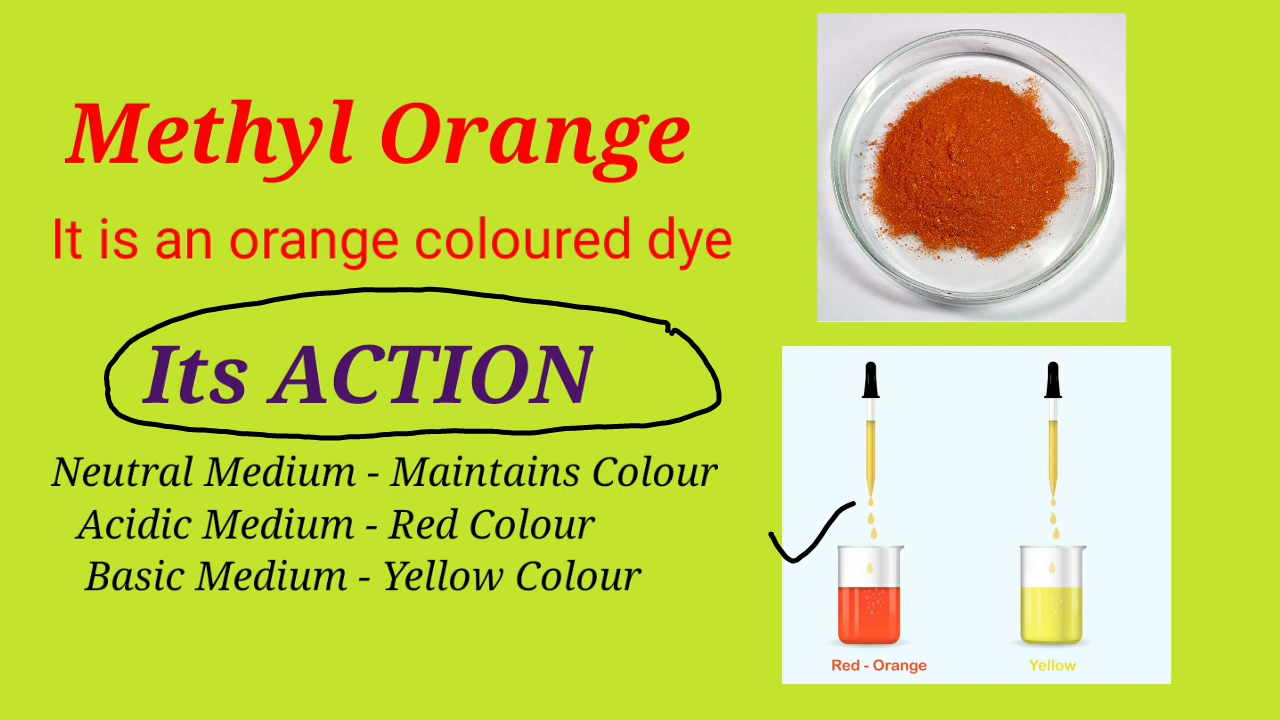 Methyl Orange
It is an orange coloured dye
Its ACTION
Neutral Medium - Maintains Colour
Acidic Medium - Red Colour
Basic Medium - Yellow Colour
Red - Orange
Yellow